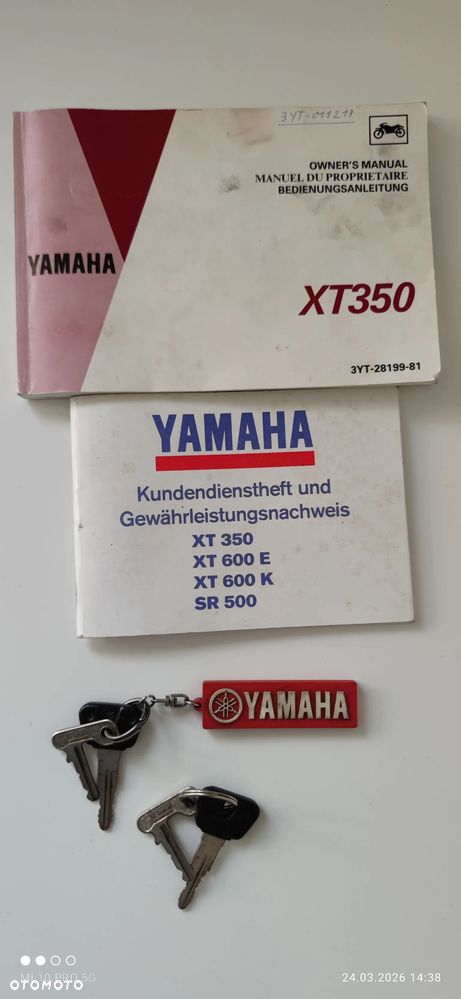 3YT-011219
OWNER'S MANUAL
MANUEL DU PROPRIETAIRE
BEDIENUNGSANLEITUNG
YAMAHA
XT350
3YT-28199-81
YAMAHA
Kundendienstheft und
Gewährleistungsnachweis
XT 350
XT 600 E
XT 600 K
SR 500
YAMAHA
MI 10 PRO 5G
OTOMOTO
24.03.2026 14:38